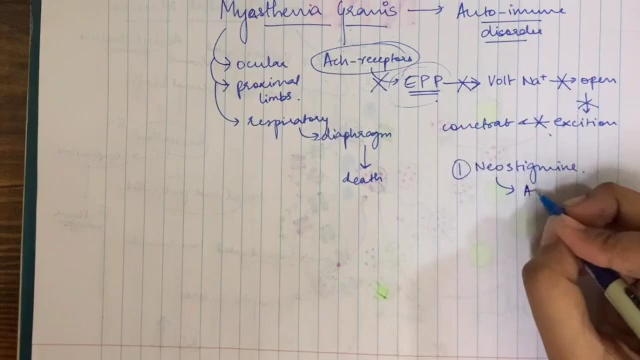 Myasthenia Gravis → Auto-immune
disorder
→ ocular
→ proximal
limbs.
→ respiratory
→ diaphragm
↓
death
Ach-receptors
EPP → Volt Na+ → open
contract ← excition
① Neostigmine.
→ A